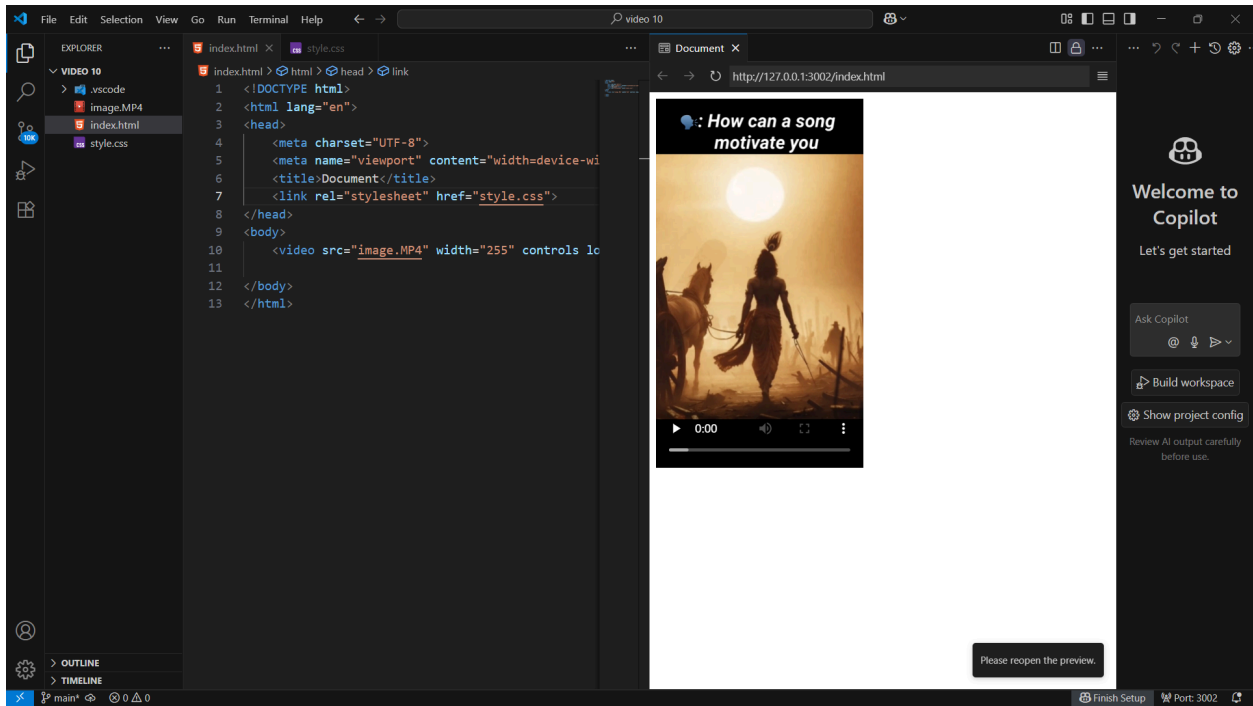 File Edit Selection View Go Run Terminal Help
video 10
EXPLORER
VIDEO 10
.vscode
image.MP4
index.html
style.css
10K
OUTLINE
TIMELINE
index.html
style.css
index.html > html > head > link
1 <!DOCTYPE html>
2 <html lang="en">
3 <head>
4 <meta charset="UTF-8">
5 <meta name="viewport" content="width=device-wi
6 <title>Document</title>
7 <link rel="stylesheet" href="style.css">
8 </head>
9 <body>
10 <video src="image.MP4" width="255" controls lo
11
12 </body>
13 </html>
Document
http://127.0.0.1:3002/index.html
: How can a song
motivate you
0:00
Please reopen the preview.
Welcome to
Copilot
Let's get started
Ask Copilot
Build workspace
Show project config
Review AI output carefully
before use.
main* 0 0
Finish Setup Port: 3002